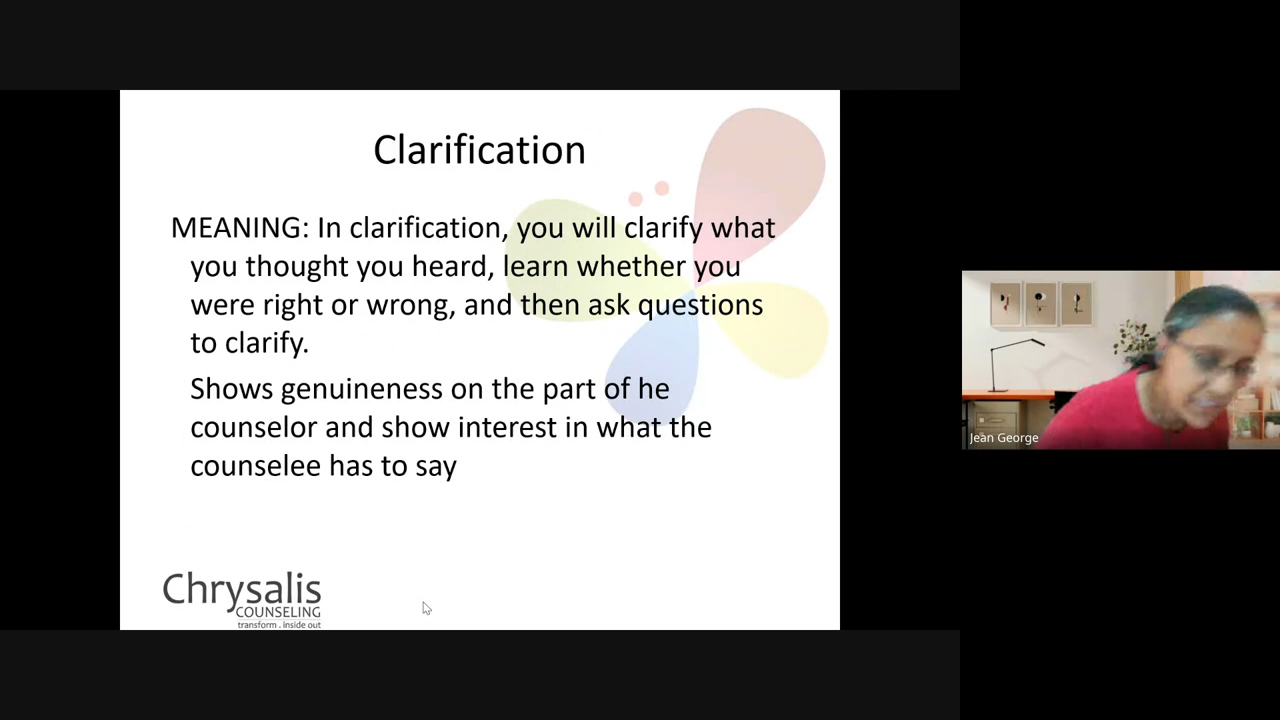 Clarification
MEANING: In clarification, you will clarify what
you thought you heard, learn whether you
were right or wrong, and then ask questions
to clarify.
Shows genuineness on the part of he
counselor and show interest in what the
counselee has to say
Chrysalis
COUNSELING
transform . inside out
Jean George